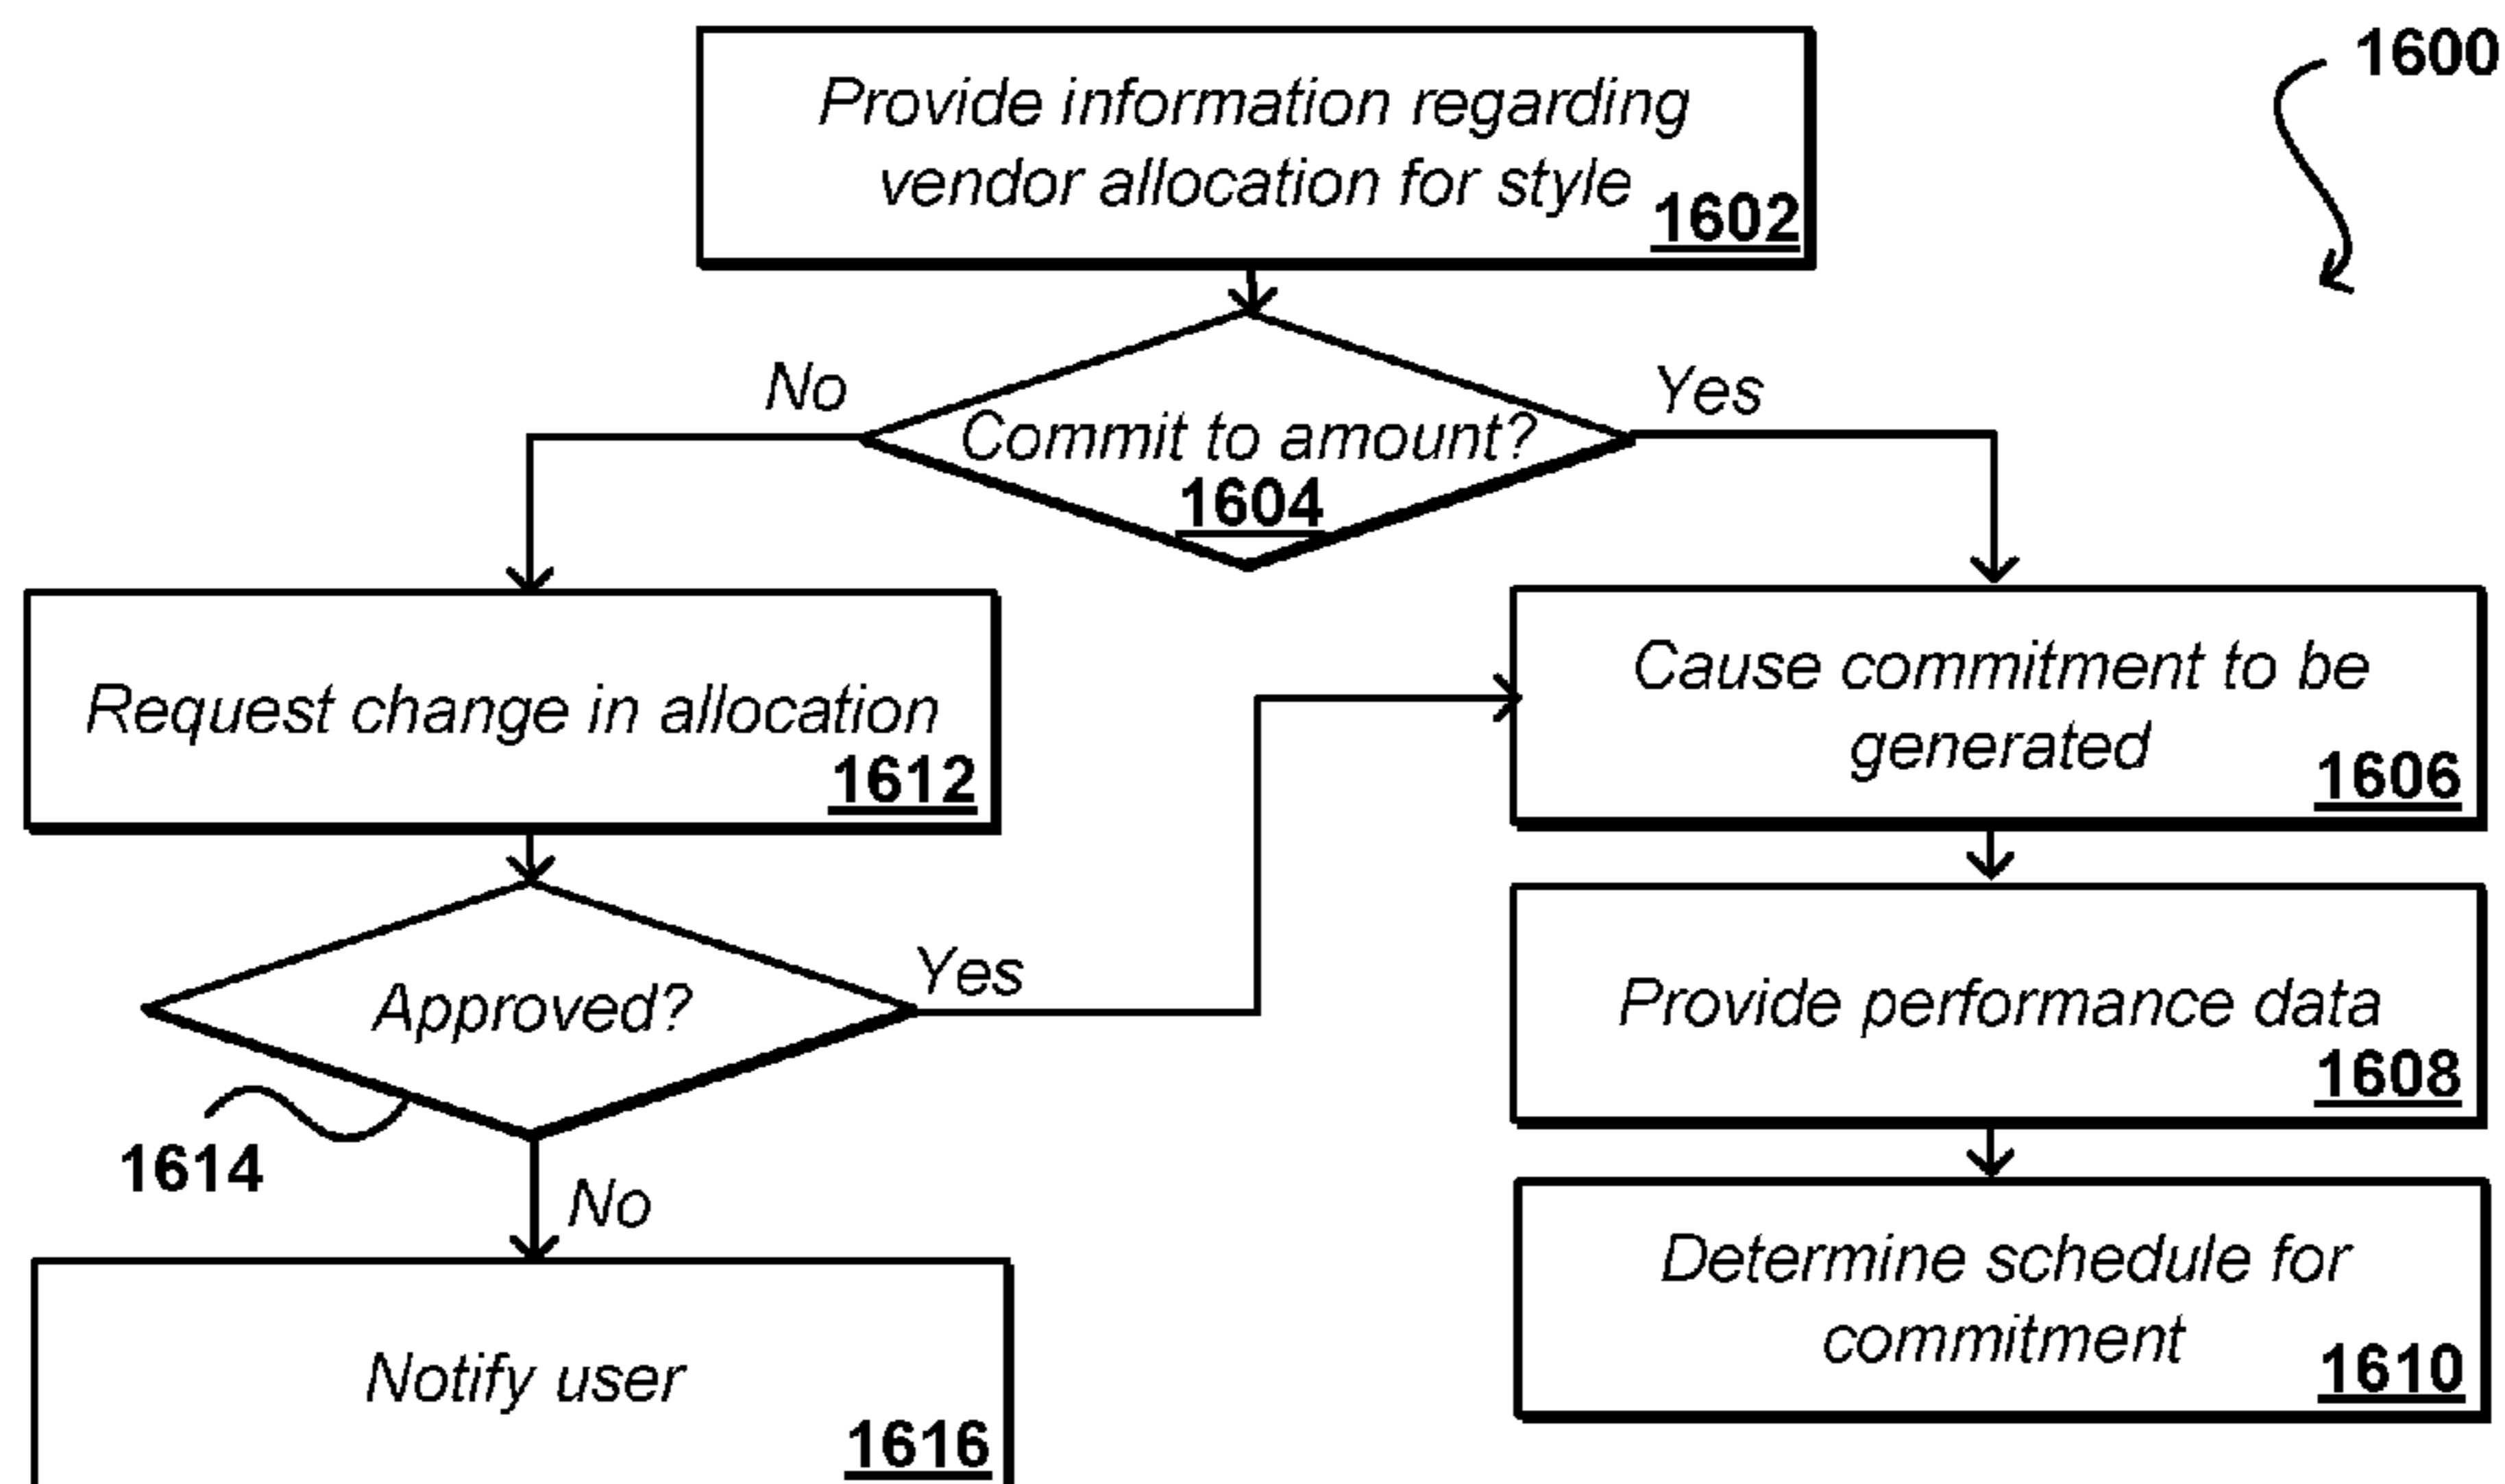 1600
Provide information regarding
vendor allocation for style
1602
No
Yes
Commit to amount?
1604
Request change in allocation
1612
Cause commitment to be
generated
1606
Approved?
Yes
1614
No
Provide performance data
1608
Determine schedule for
commitment
1610
Notify user
1616